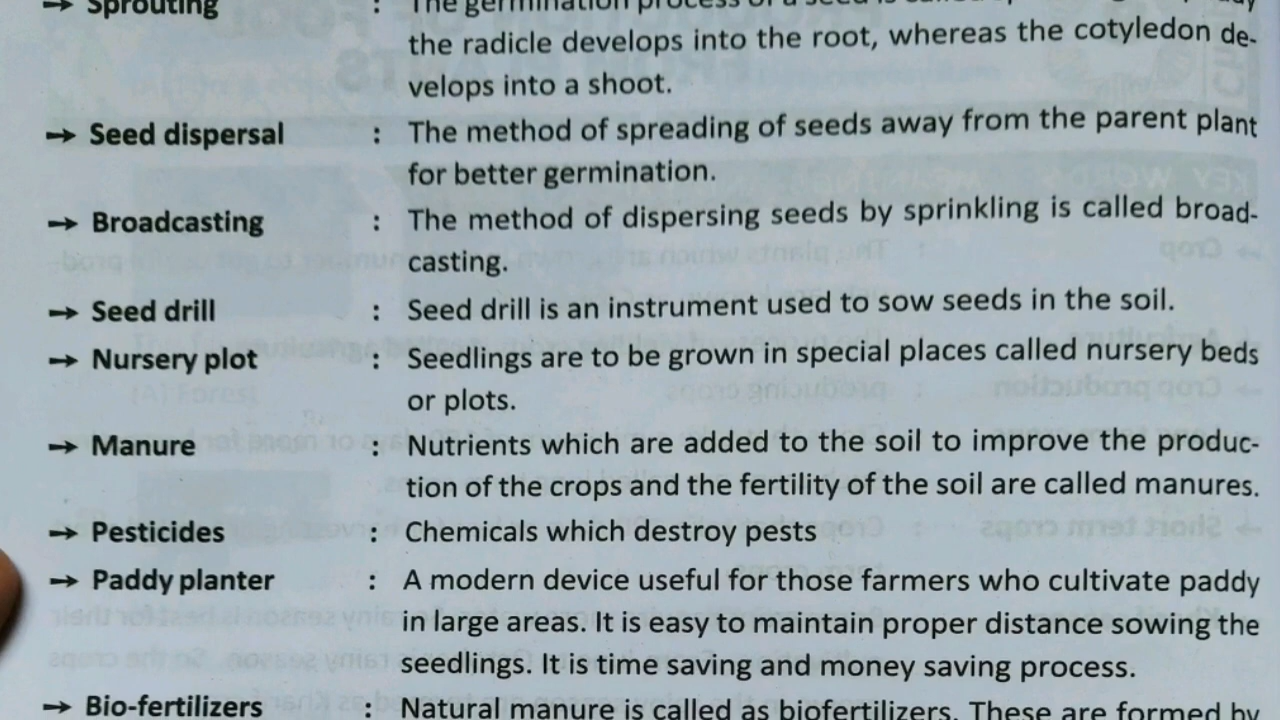 → Sprouting : The germination process of a seed is called
the radicle develops into the root, whereas the cotyledon de-
velops into a shoot.
→ Seed dispersal : The method of spreading of seeds away from the parent plant
for better germination.
→ Broadcasting : The method of dispersing seeds by sprinkling is called broad-
casting.
→ Seed drill : Seed drill is an instrument used to sow seeds in the soil.
→ Nursery plot : Seedlings are to be grown in special places called nursery beds
or plots.
→ Manure : Nutrients which are added to the soil to improve the produc-
tion of the crops and the fertility of the soil are called manures.
→ Pesticides : Chemicals which destroy pests
→ Paddy planter : A modern device useful for those farmers who cultivate paddy
in large areas. It is easy to maintain proper distance sowing the
seedlings. It is time saving and money saving process.
→ Bio-fertilizers : Natural manure is called as biofertilizers. These are formed by